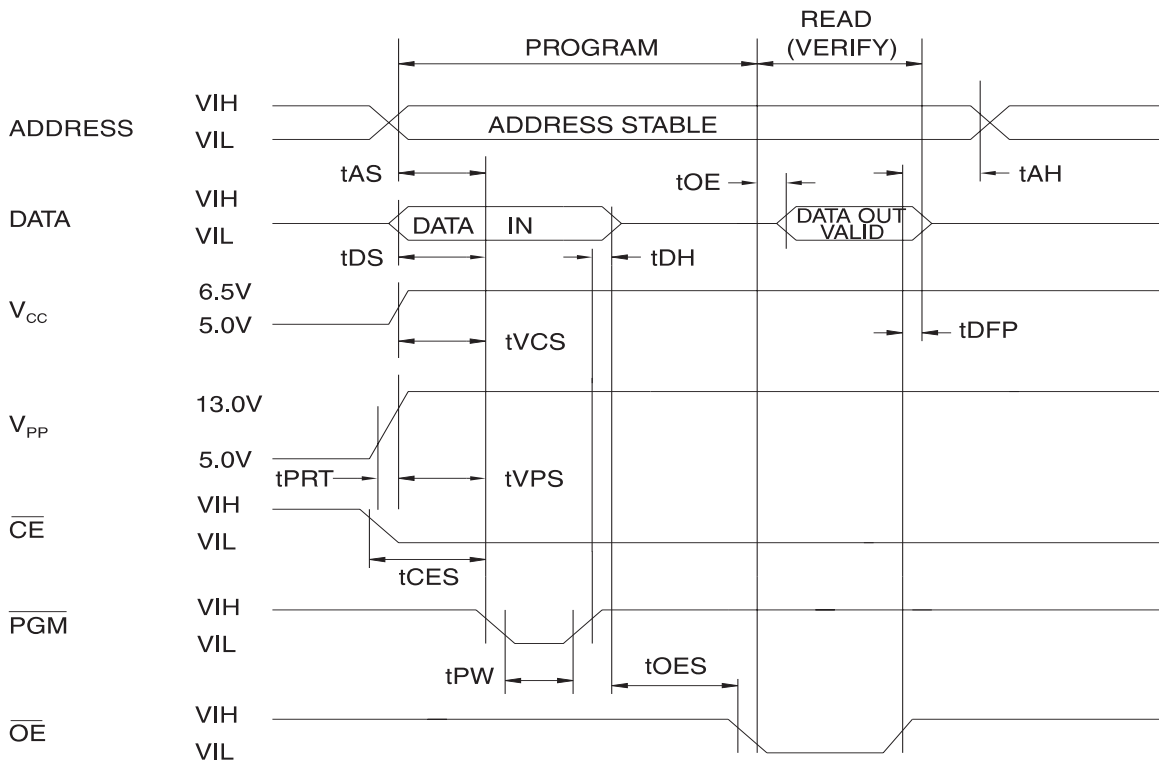 READ
PROGRAM (VERIFY)
VIH
ADDRESS ADDRESS STABLE
VIL
tAS tOE tAH
VIH
DATA DATA IN DATA OUT
VIL VALID
tDS tDH
6.5V
VCC
5.0V tVCS tDFP
13.0V
VPP
5.0V
tPRT tVPS
VIH
CE
VIL
tCES
VIH
PGM
VIL
tPW tOES
VIH
OE
VIL